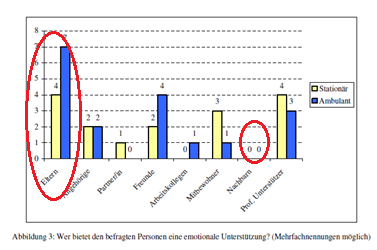 8
7
6
5
4
3
2
1
0
4 7
2 2
1 0
2 4
0 1
3 1
0 0
4 3
Eltern
Angehörige
Partner/in
Freunde
Arbeitskollegen
Mitbewohner
Nachbarn
Prof. Unterstützer
Stationär
Ambulant
Abbildung 3: Wer bietet den befragten Personen eine emotionale Unterstützung? (Mehrfachnennungen möglich)